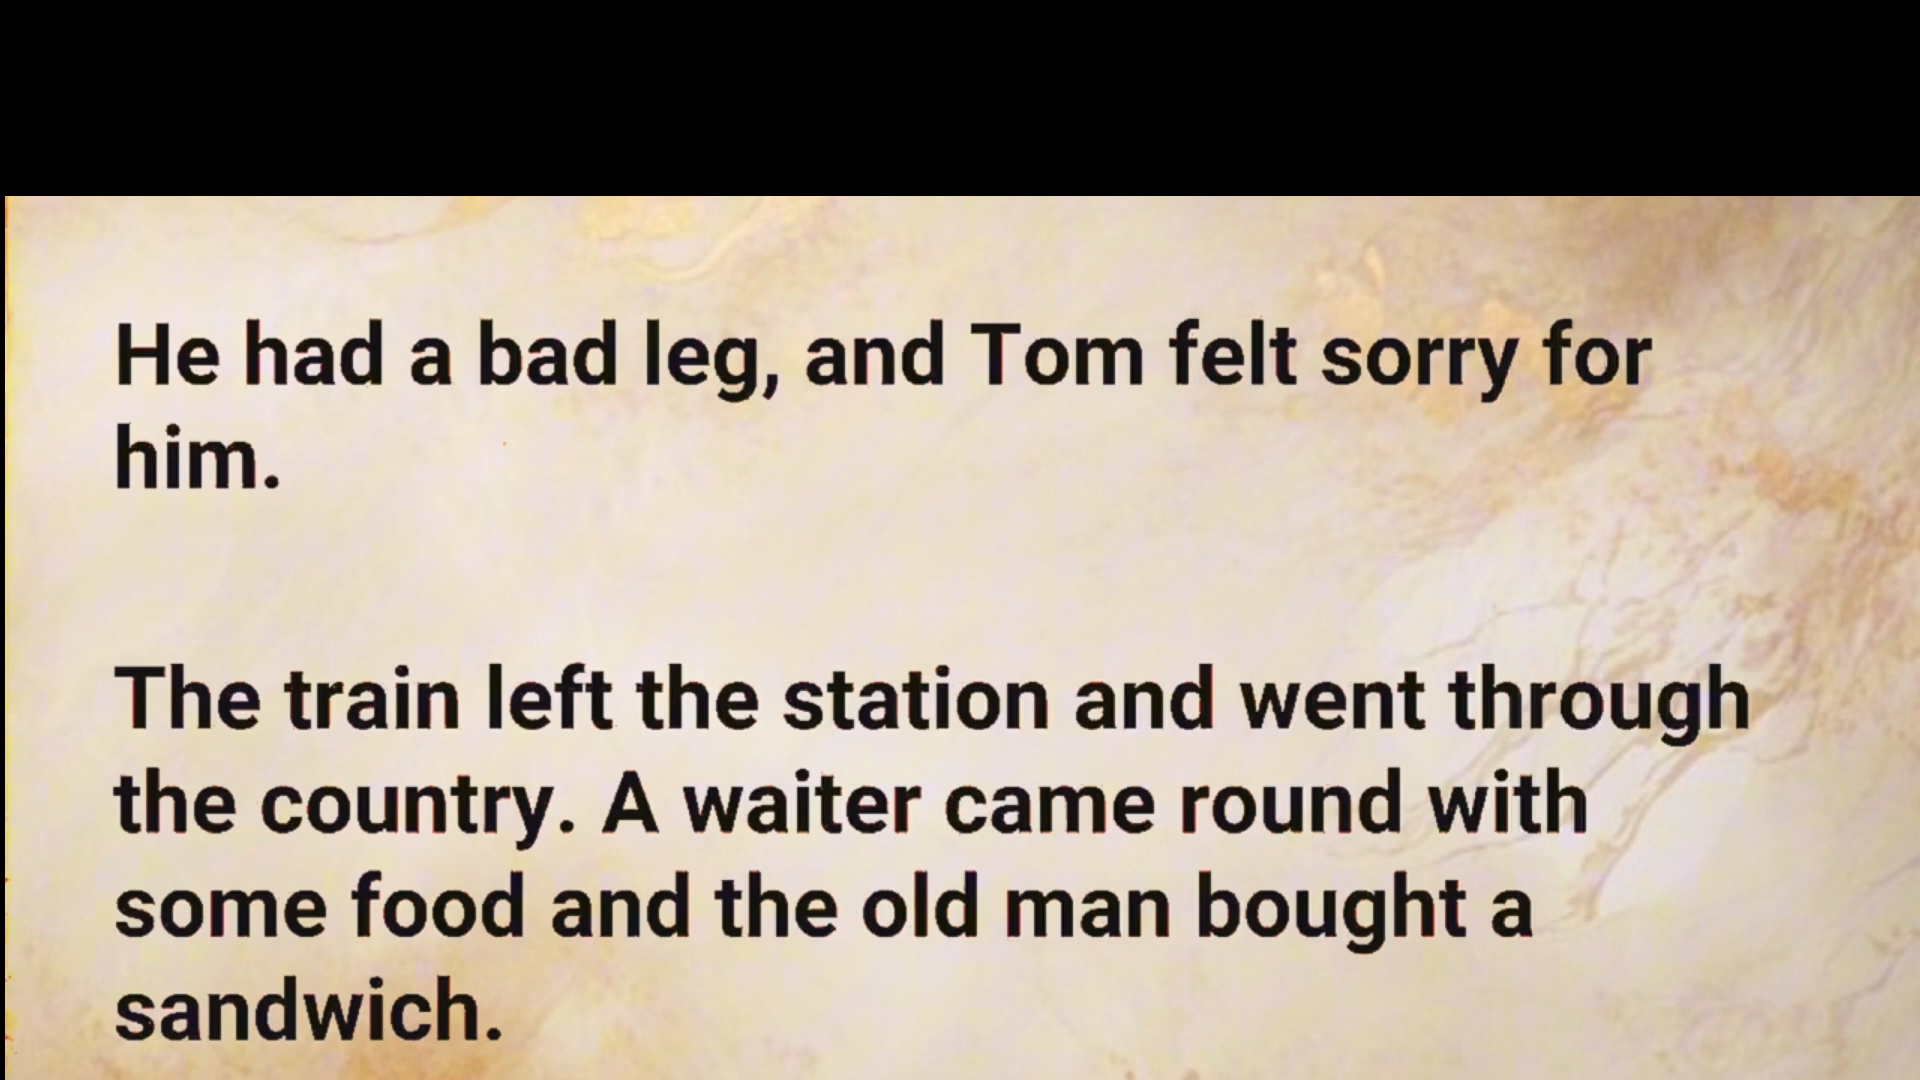 He had a bad leg, and Tom felt sorry for
him.
The train left the station and went through
the country. A waiter came round with
some food and the old man bought a
sandwich.